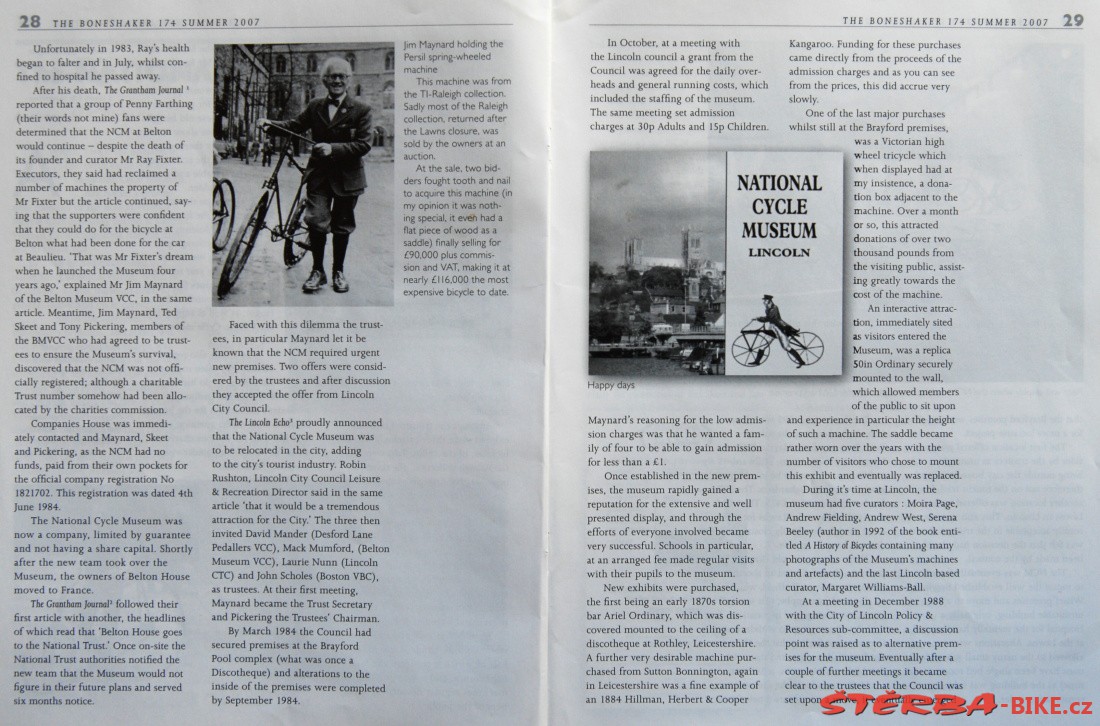 28 THE BONESHAKER 174 SUMMER 2007
Unfortunately in 1983, Ray's health
began to falter and in July, whilst con-
fined to hospital he passed away.
After his death, The Grantham Journal ³
reported that a group of Penny Farthing
(their words not mine) fans were
determined that the NCM at Belton
would continue – despite the death of
its founder and curator Mr Ray Fixter.
Executors, they said had reclaimed a
number of machines the property of
Mr Fixter but the article continued, say-
ing that the supporters were confident
that they could do for the bicycle at
Belton what had been done for the car
at Beaulieu. 'That was Mr Fixter's dream
when he launched the Museum four
years ago,' explained Mr Jim Maynard
of the Belton Museum VCC, in the same
article. Meantime, Jim Maynard, Ted
Skeet and Tony Pickering, members of
the BMVCC who had agreed to be trust-
ees to ensure the Museum's survival,
discovered that the NCM was not offi-
cially registered; although a charitable
Trust number somehow had been allo-
cated by the charities commission.
Companies House was immedi-
ately contacted and Maynard, Skeet
and Pickering, as the NCM had no
funds, paid from their own pockets for
the official company registration No
1821702. This registration was dated 4th
June 1984.
The National Cycle Museum was
now a company, limited by guarantee
and not having a share capital. Shortly
after the new team took over the
Museum, the owners of Belton House
moved to France.
The Grantham Journal³ followed their
first article with another, the headlines
of which read that 'Belton House goes
to the National Trust.' Once on-site the
National Trust authorities notified the
new team that the Museum would not
figure in their future plans and served
six months notice.
Jim Maynard holding the
Persil spring-wheeled
machine
This machine was from
the TI-Raleigh collection.
Sadly most of the Raleigh
collection, returned after
the Lawns closure, was
sold by the owners at an
auction.
At the sale, two bid-
ders fought tooth and nail
to acquire this machine (in
my opinion it was noth-
ing special, it even had a
flat piece of wood as a
saddle) finally selling for
£90,000 plus commis-
sion and VAT, making it at
nearly £116,000 the most
expensive bicycle to date.
Faced with this dilemma the trust-
ees, in particular Maynard let it be
known that the NCM required urgent
new premises. Two offers were consid-
ered by the trustees and after discussion
they accepted the offer from Lincoln
City Council.
The Lincoln Echo³ proudly announced
that the National Cycle Museum was
to be relocated in the city, adding
to the city's tourist industry. Robin
Rushton, Lincoln City Council Leisure
& Recreation Director said in the same
article 'that it would be a tremendous
attraction for the City.' The three then
invited David Mander (Desford Lane
Pedallers VCC), Mack Mumford, (Belton
Museum VCC), Laurie Nunn (Lincoln
CTC) and John Scholes (Boston VBC),
as trustees. At their first meeting,
Maynard became the Trust Secretary
and Pickering the Trustees' Chairman.
By March 1984 the Council had
secured premises at the Brayford
Pool complex (what was once a
Discotheque) and alterations to the
inside of the premises were completed
by September 1984.
THE BONESHAKER 174 SUMMER 2007 29
In October, at a meeting with
the Lincoln council a grant from the
Council was agreed for the daily over-
heads and general running costs, which
included the staffing of the museum.
The same meeting set admission
charges at 30p Adults and 15p Children.
NATIONAL
CYCLE
MUSEUM
LINCOLN
Happy days
Maynard's reasoning for the low admis-
sion charges was that he wanted a fam-
ily of four to be able to gain admission
for less than a £1.
Once established in the new prem-
ises, the museum rapidly gained a
reputation for the extensive and well
presented display, and through the
efforts of everyone involved became
very successful. Schools in particular,
at an arranged fee made regular visits
with their pupils to the museum.
New exhibits were purchased,
the first being an early 1870s torsion
bar Ariel Ordinary, which was dis-
covered mounted to the ceiling of a
discotheque at Rothley, Leicestershire.
A further very desirable machine pur-
chased from Sutton Bonnington, again
in Leicestershire was a fine example of
an 1884 Hillman, Herbert & Cooper
Kangaroo. Funding for these purchases
came directly from the proceeds of the
admission charges and as you can see
from the prices, this did accrue very
slowly.
One of the last major purchases
whilst still at the Brayford premises,
was a Victorian high
wheel tricycle which
when displayed had at
my insistence, a dona-
tion box adjacent to the
machine. Over a month
or so, this attracted
donations of over two
thousand pounds from
the visiting public, assist-
ing greatly towards the
cost of the machine.
An interactive attrac-
tion, immediately sited
as visitors entered the
Museum, was a replica
50in Ordinary securely
mounted to the wall,
which allowed members
of the public to sit upon
and experience in particular the height
of such a machine. The saddle became
rather worn over the years with the
number of visitors who chose to mount
this exhibit and eventually was replaced.
During it's time at Lincoln, the
museum had five curators : Moira Page,
Andrew Fielding, Andrew West, Serena
Beeley (author in 1992 of the book enti-
tled A History of Bicycles containing many
photographs of the Museum's machines
and artefacts) and the last Lincoln based
curator, Margaret Williams-Ball.
At a meeting in December 1988
with the City of Lincoln Policy &
Resources sub-committee, a discussion
point was raised as to alternative prem-
ises for the museum. Eventually after a
couple of further meetings it became
clear to the trustees that the Council was
set upon
ŠTĚRBA-BIKE.cz